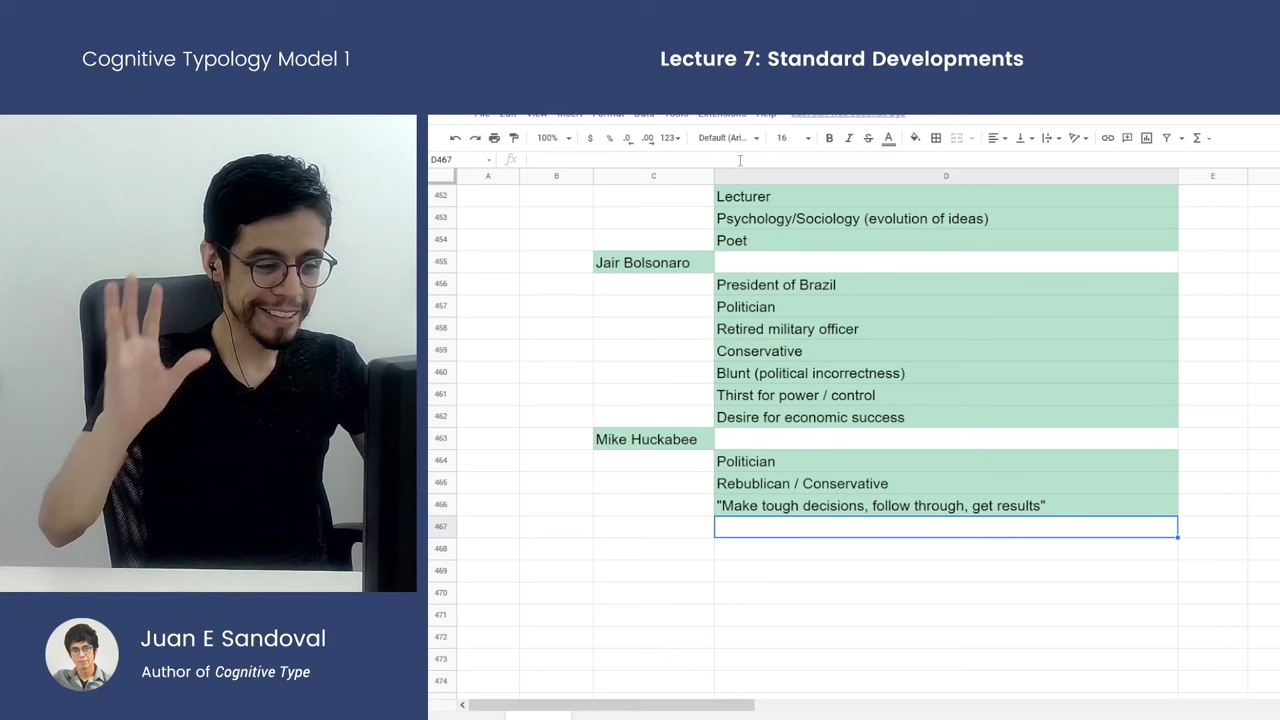 Cognitive Typology Model 1
Lecture 7: Standard Developments
100% $ % .0 .00 123 Default (Ari... 16
D467 fx
A B C D E
452 Lecturer
453 Psychology/Sociology (evolution of ideas)
454 Poet
455 Jair Bolsonaro
456 President of Brazil
457 Politician
458 Retired military officer
459 Conservative
460 Blunt (political incorrectness)
461 Thirst for power / control
462 Desire for economic success
463 Mike Huckabee
464 Politician
465 Rebublican / Conservative
466 "Make tough decisions, follow through, get results"
467
468
469
470
471
472
473
474
Juan E Sandoval
Author of Cognitive Type